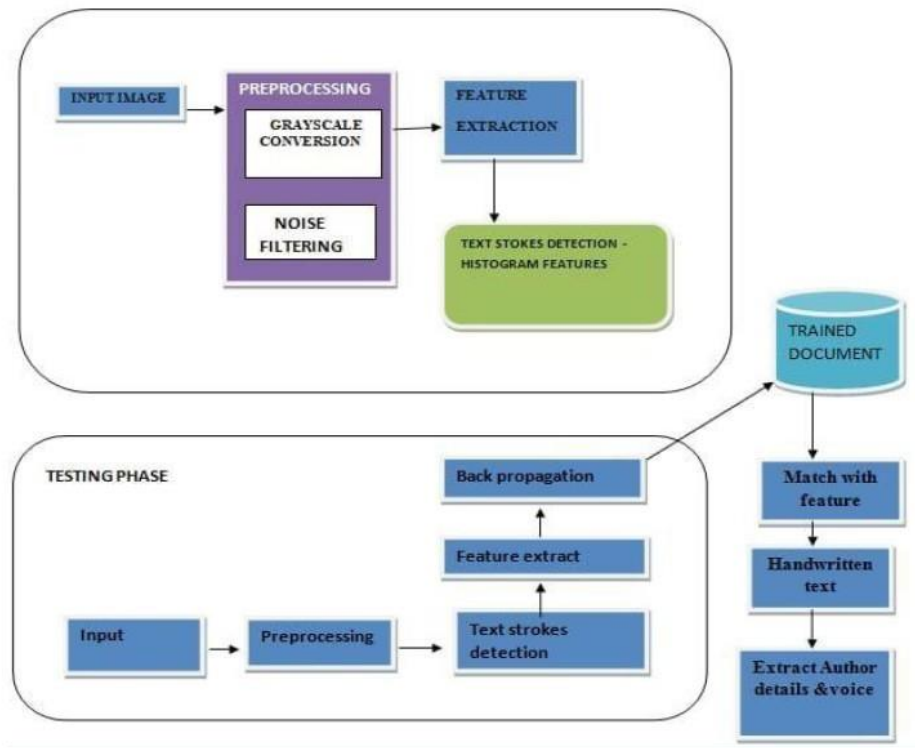 INPUT IMAGE
PREPROCESSING
GRAYSCALE
CONVERSION
NOISE
FILTERING
FEATURE
EXTRACTION
TEXT STOKES DETECTION -
HISTOGRAM FEATURES
TRAINED
DOCUMENT
TESTING PHASE
Input
Preprocessing
Text strokes
detection
Feature extract
Back propagation
Match with
feature
Handwritten
text
Extract Author
details &voice